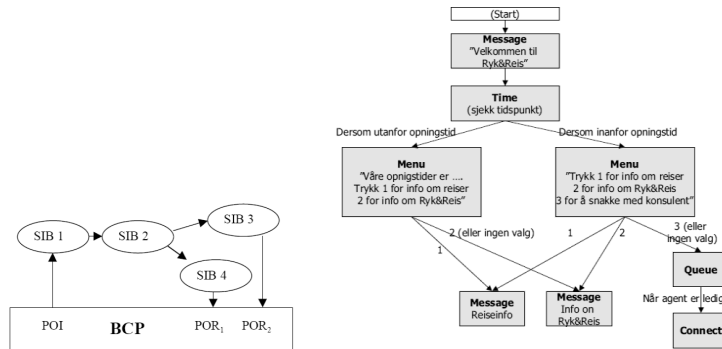 SIB 1
SIB 2
SIB 3
SIB 4
POI
BCP
POR1
POR2
(Start)
Message
"Velkommen til
Ryk&Reis"
Time
(sjekk tidspunkt)
Dersom utanfor opningstid
Dersom inanfor opningstid
Menu
"Våre opnigstider er ....
Trykk 1 for info om reiser
2 for info om Ryk&Reis"
Menu
"Trykk 1 for info om reiser
2 for info om Ryk&Reis
3 for å snakke med konsulent"
1
2 (eller ingen valg)
1
2
3 (eller
ingen valg)
Message
Reiseinfo
Message
Info on
Ryk&Reis
Queue
Når agent er ledig
Connect